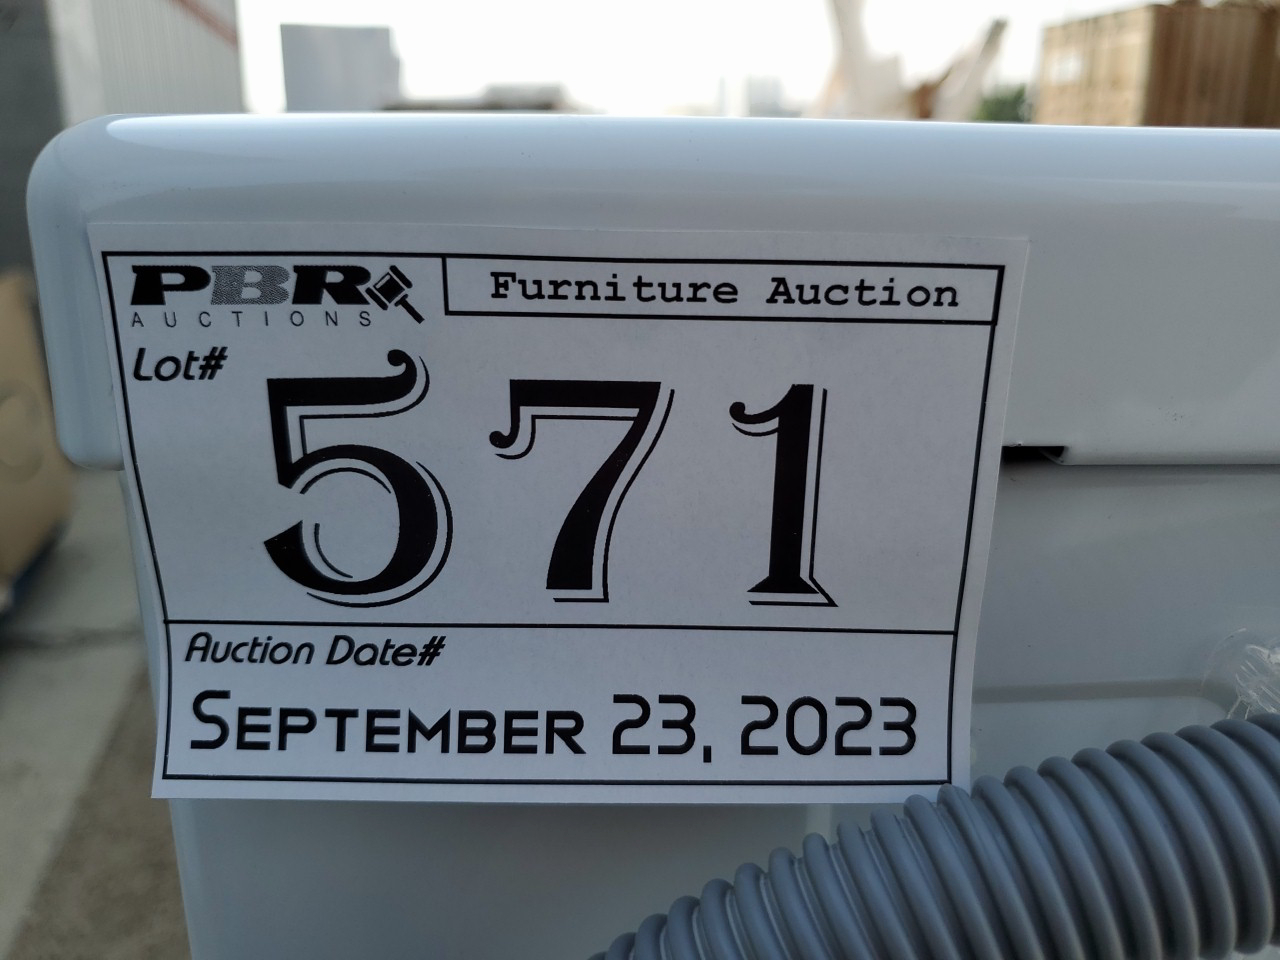 PBR
AUCTIONS
Furniture Auction
Lot#
571
Auction Date#
SEPTEMBER 23, 2023